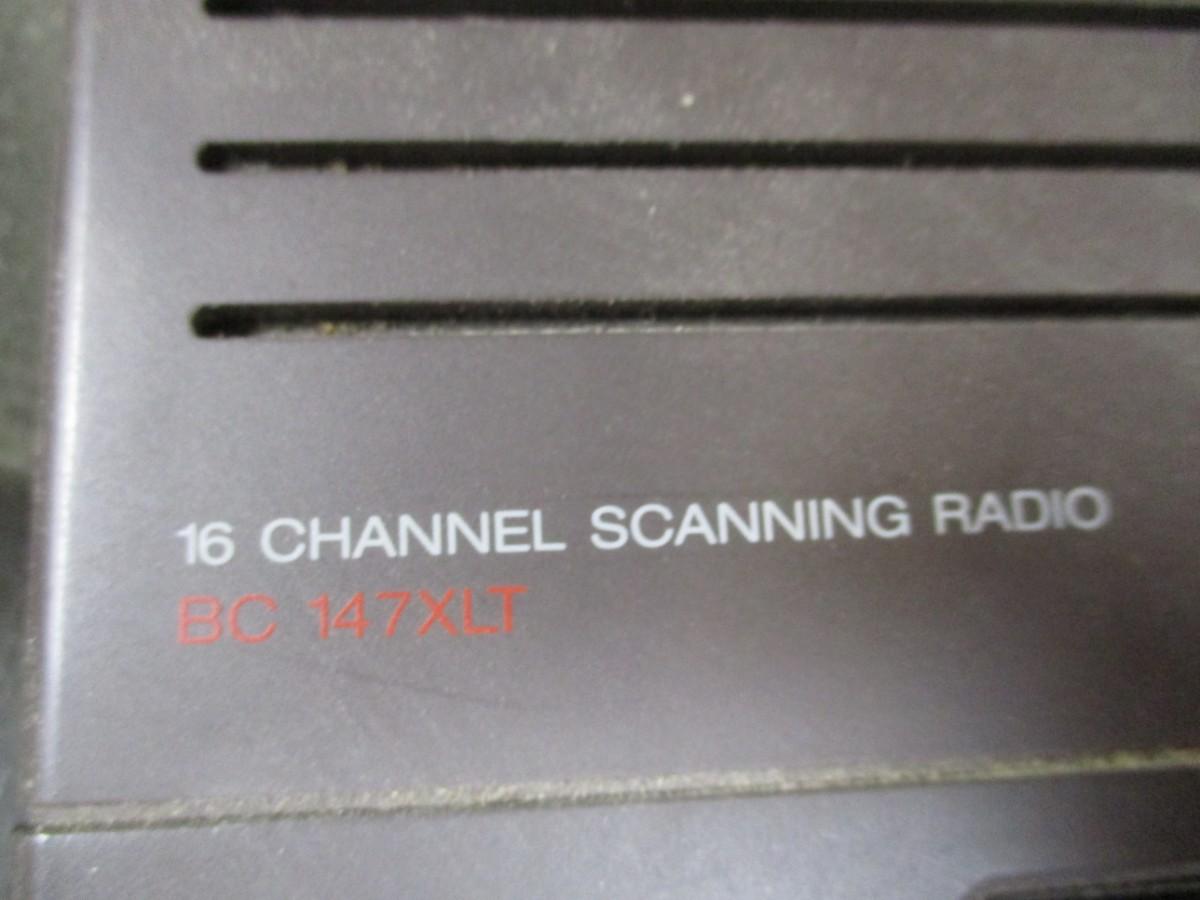 16 CHANNEL SCANNING RADIO
BC 147XLT